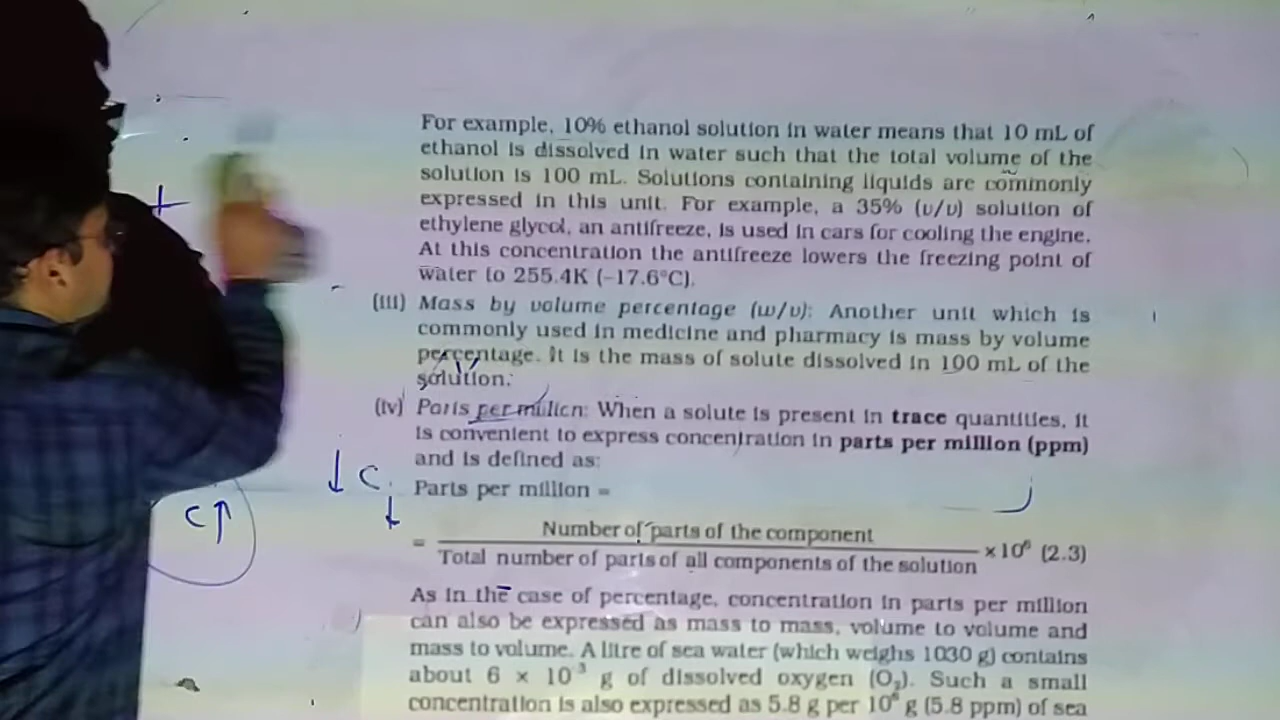 For example, 10% ethanol solution in water means that 10 mL of
ethanol is dissolved in water such that the total volume of the
solution is 100 mL. Solutions containing liquids are commonly
expressed in this unit. For example, a 35% (v/v) solution of
ethylene glycol, an antifreeze, is used in cars for cooling the engine.
At this concentration the antifreeze lowers the freezing point of
water to 255.4K (–17.6°C).
(iii) Mass by volume percentage (w/v): Another unit which is
commonly used in medicine and pharmacy is mass by volume
percentage. It is the mass of solute dissolved in 100 mL of the
solution.
(iv) Parts per million: When a solute is present in trace quantities, it
is convenient to express concentration in parts per million (ppm)
and is defined as:
↓ C
Parts per million =
C↑
= Number of parts of the component
Total number of parts of all components of the solution ×10⁶ (2.3)
As in the case of percentage, concentration in parts per million
can also be expressed as mass to mass, volume to volume and
mass to volume. A litre of sea water (which weighs 1030 g) contains
about 6 × 10⁻³ g of dissolved oxygen (O₂). Such a small
concentration is also expressed as 5.8 g per 10⁶ g (5.8 ppm) of sea